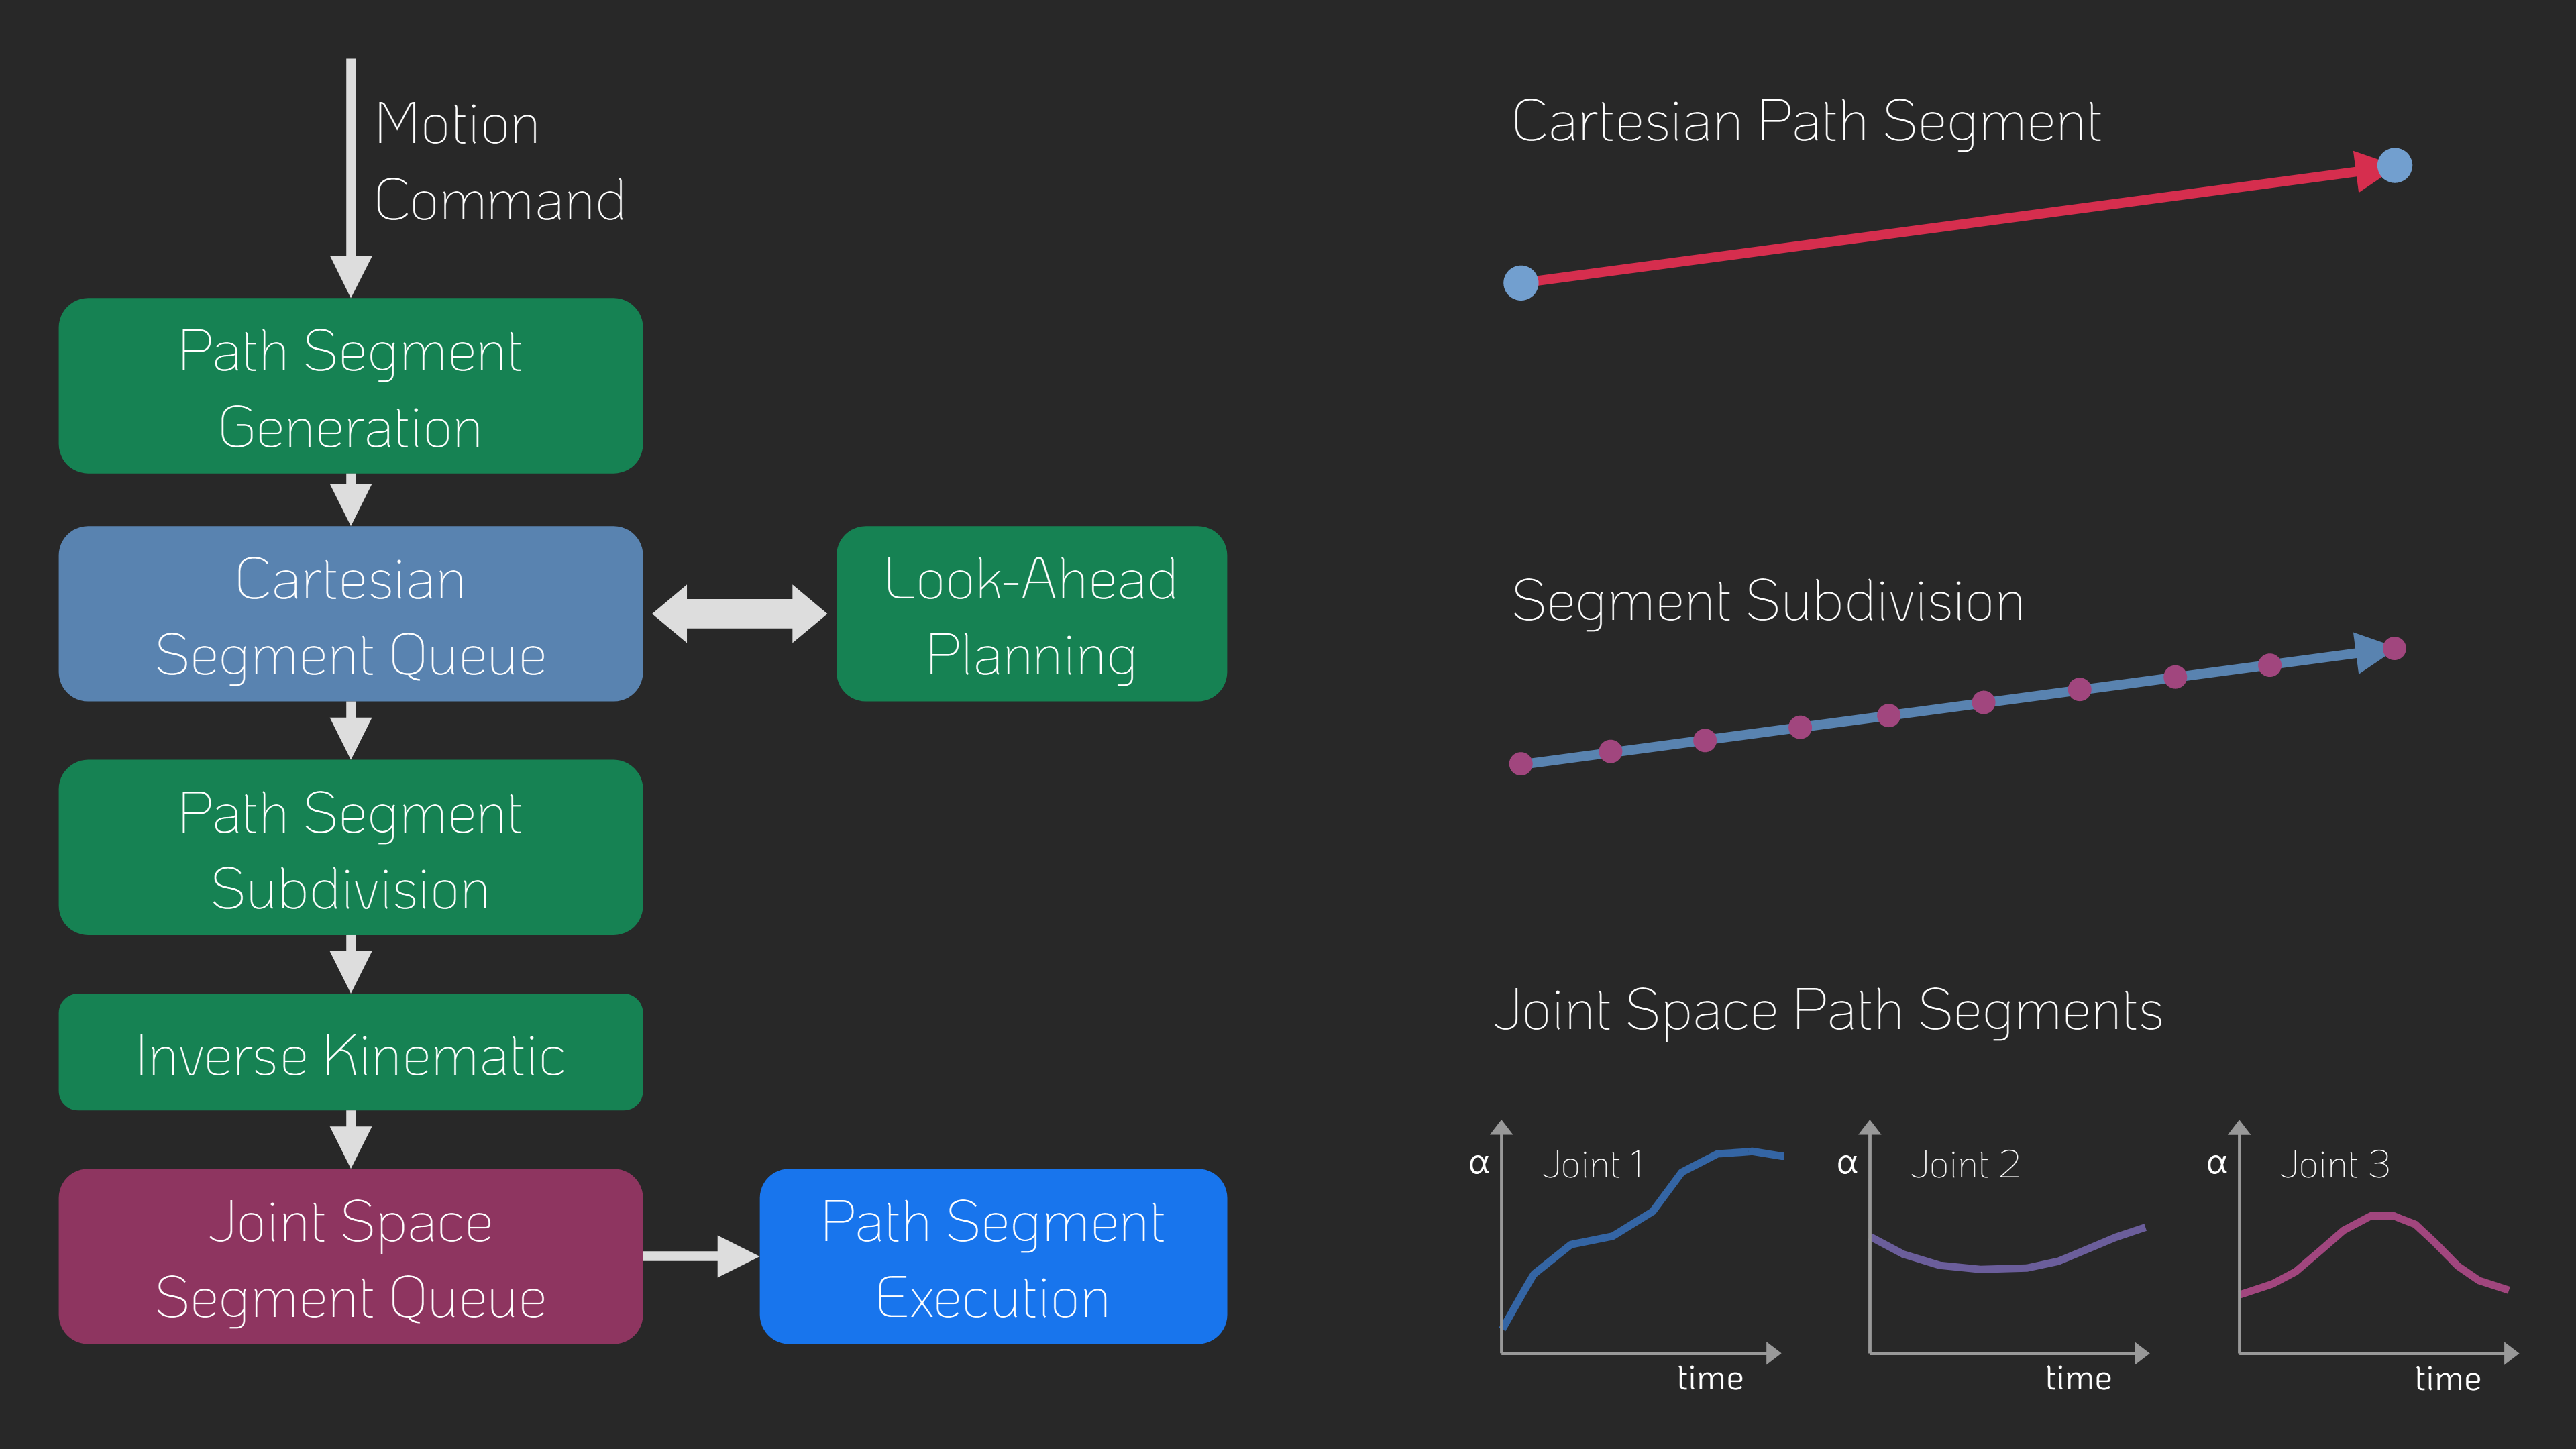 Motion
Command
Path Segment
Generation
Cartesian
Segment Queue
Look-Ahead
Planning
Path Segment
Subdivision
Inverse Kinematic
Joint Space
Segment Queue
Path Segment
Execution
Cartesian Path Segment
Segment Subdivision
Joint Space Path Segments
α
Joint 1
time
α
Joint 2
time
α
Joint 3
time